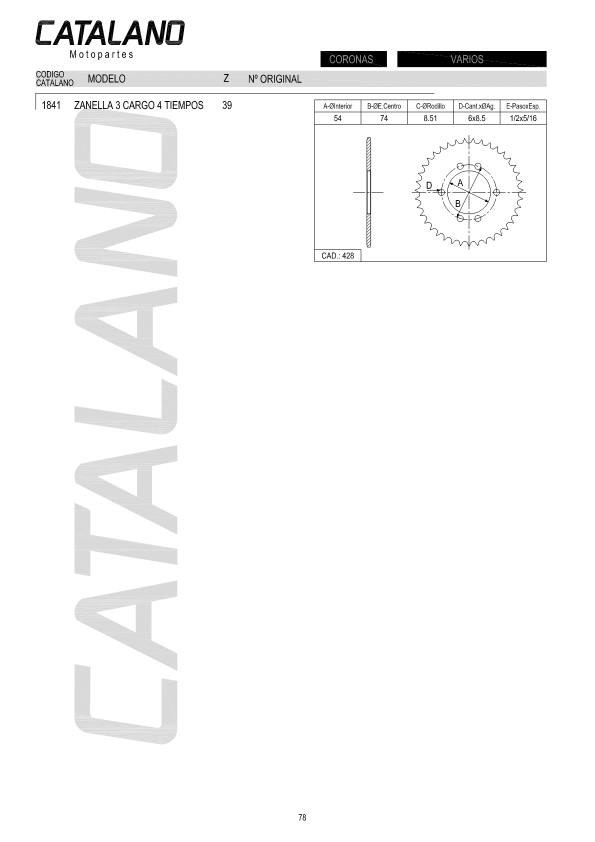 CATALANO
Motopartes
CORONAS VARIOS
CODIGO CATALANO MODELO Z Nº ORIGINAL
1841 ZANELLA 3 CARGO 4 TIEMPOS 39
A-ØInterior B-ØE.Centro C-ØRodillo D-Cant.xØAg. E-PasoxEsp.
54 74 8.51 6x8.5 1/2x5/16
A
D
B
CAD.: 428
CATALANO
78